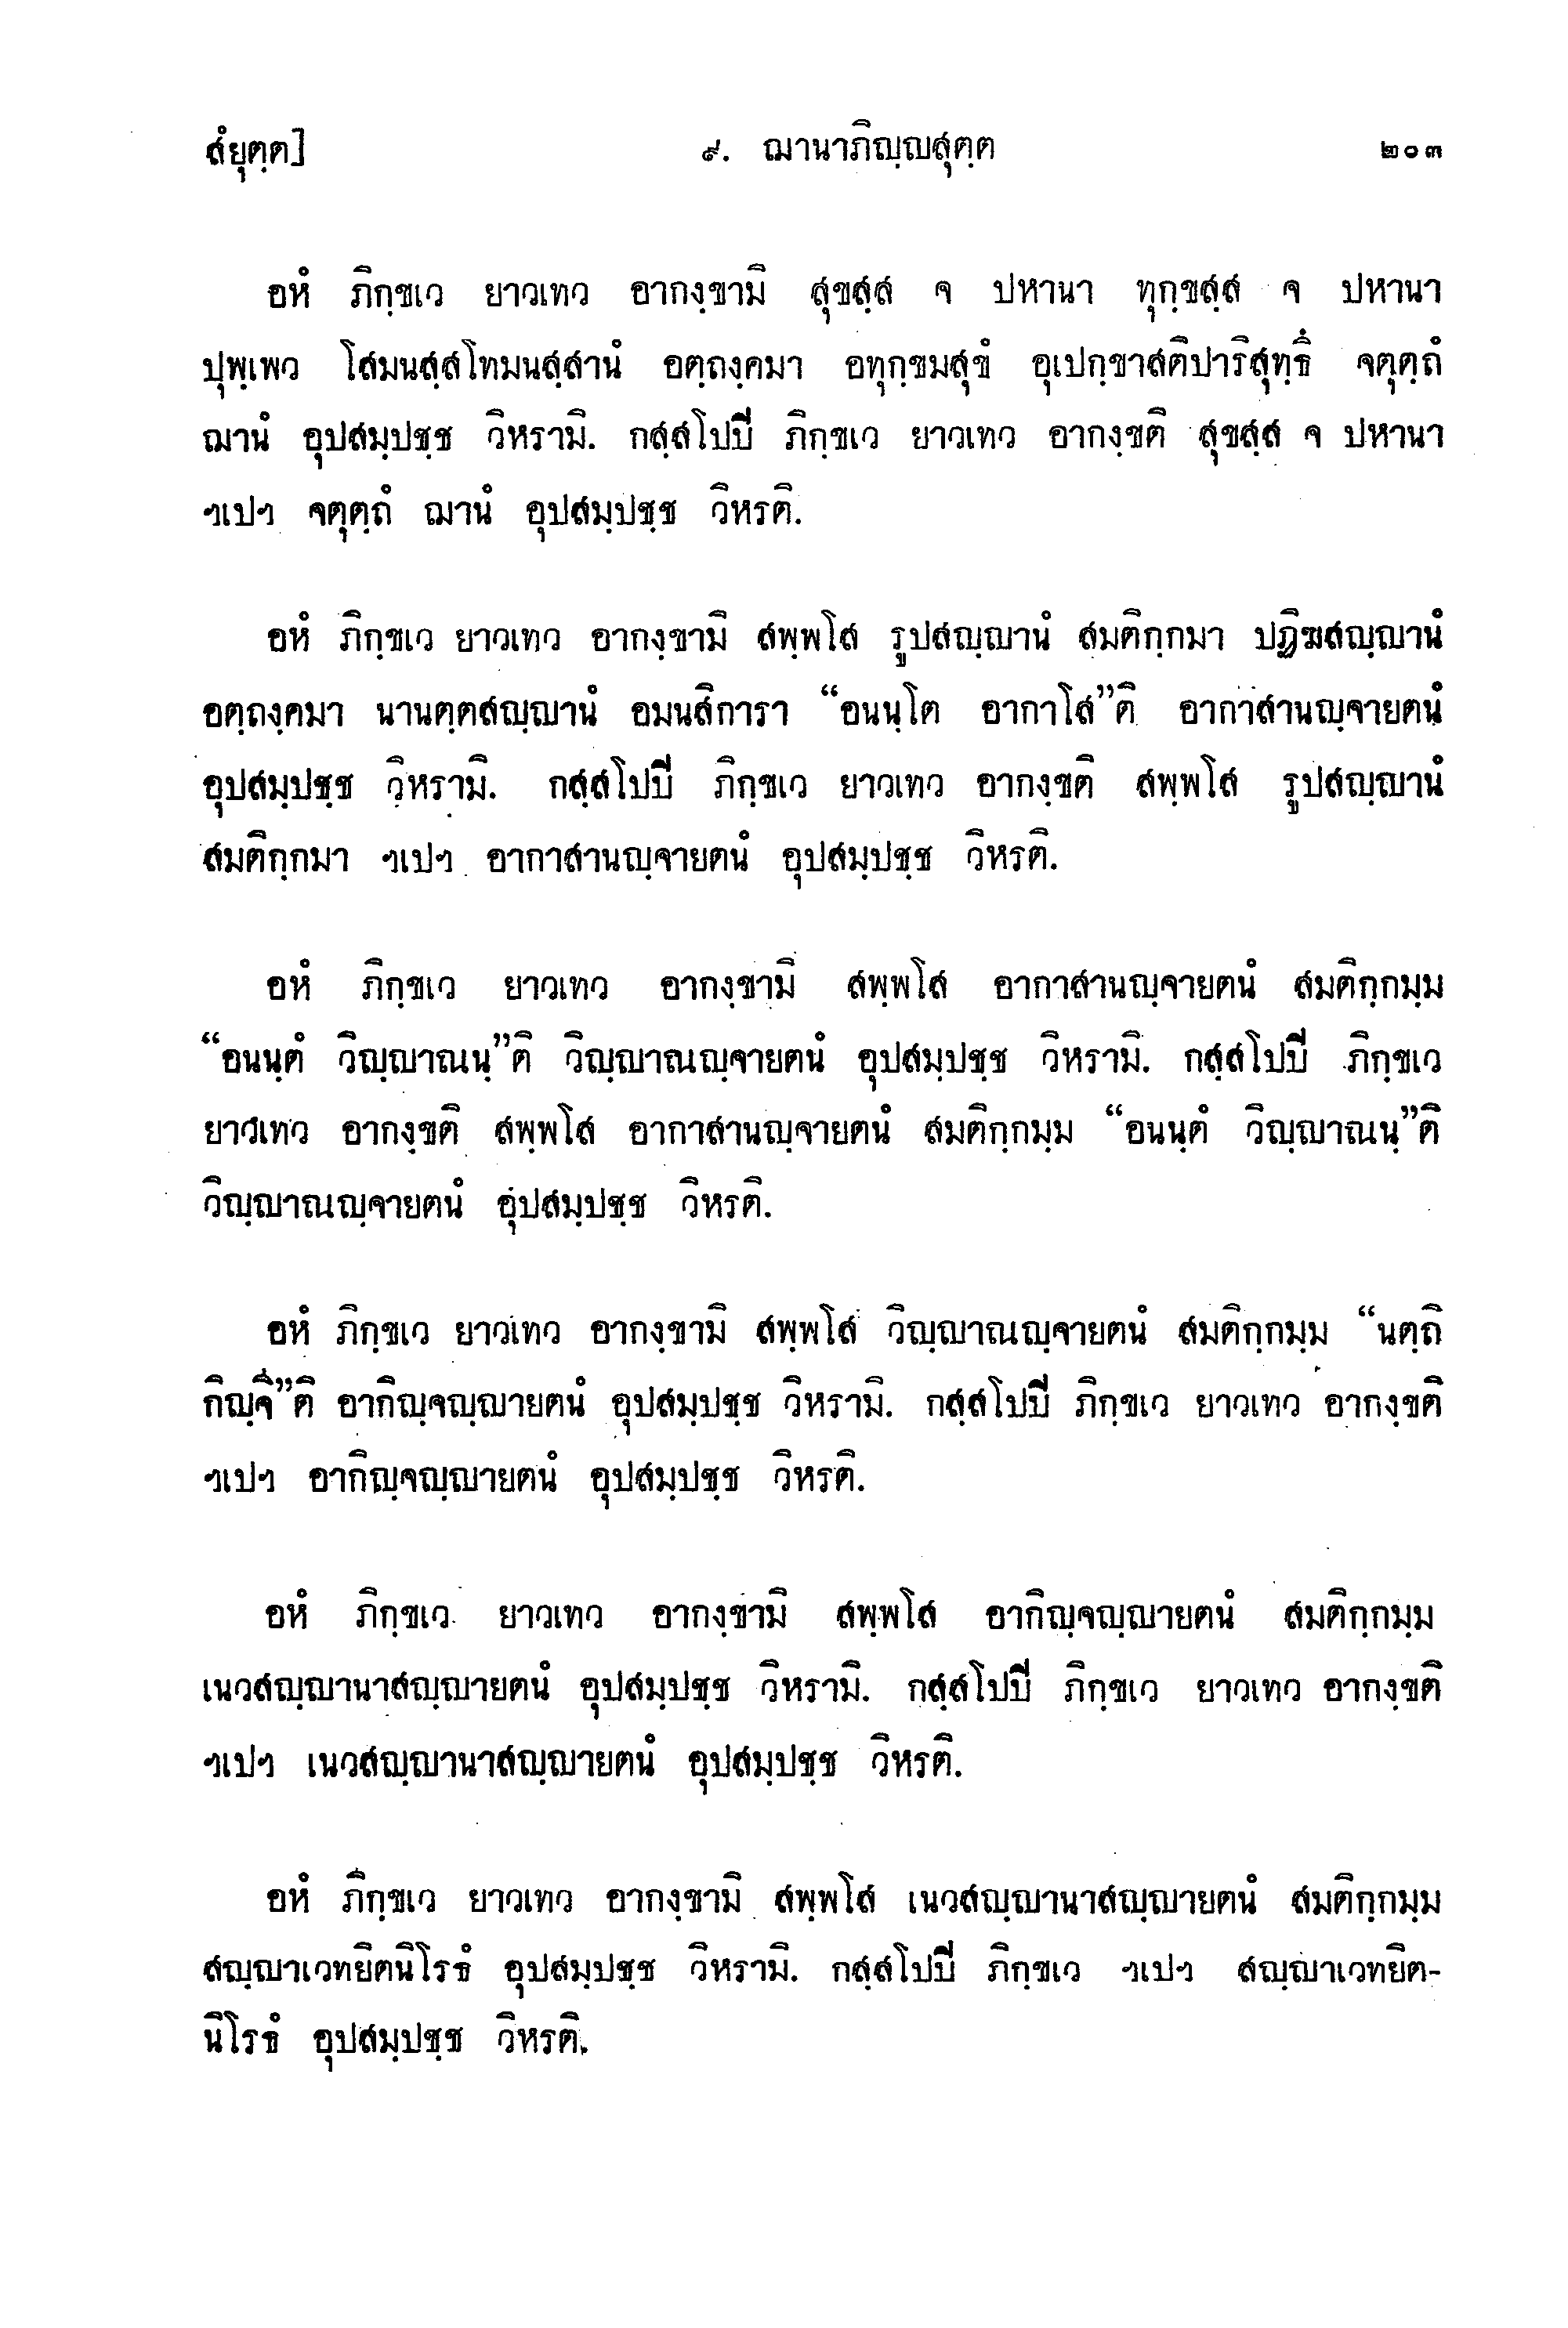 สํยุตฺต]
๙. ฌานาภิญฺญสุตฺต
๒๐๓
อหํ ภิกฺขเว ยาวเทว อากงฺขามิ สุขสฺส จ ปหานา ทุกฺขสฺส จ ปหานา
ปุพฺเพว โสมนสฺสโทมนสฺสานํ อตฺถงฺคมา อทุกฺขมสุขํ อุเปกฺขาสติปาริสุทฺธึ จตุตฺถํ
ฌานํ อุปสมฺปชฺช วิหรามิ. กสฺสโปปี ภิกฺขเว ยาวเทว อากงฺขติ สุขสฺส จ ปหานา
ฯเปฯ จตุตฺถํ ฌานํ อุปสมฺปชฺช วิหรติ.
อหํ ภิกฺขเว ยาวเทว อากงฺขามิ สพฺพโส รูปสญฺญานํ สมติกฺกมา ปฏิฆสญฺญานํ
อตฺถงฺคมา นานตฺตสญฺญานํ อมนสิการา “อนนฺโต อากาโส”ติ อากาสานญฺจายตนํ
อุปสมฺปชฺช วิหรามิ. กสฺสโปปี ภิกฺขเว ยาวเทว อากงฺขติ สพฺพโส รูปสญฺญานํ
สมติกฺกมา ฯเปฯ อากาสานญฺจายตนํ อุปสมฺปชฺช วิหรติ.
อหํ ภิกฺขเว ยาวเทว อากงฺขามิ สพฺพโส อากาสานญฺจายตนํ สมติกฺกมฺม
“อนนฺตํ วิญฺญาณนฺ”ติ วิญฺญาณญฺจายตนํ อุปสมฺปชฺช วิหรามิ. กสฺสโปปี ภิกฺขเว
ยาวเทว อากงฺขติ สพฺพโส อากาสานญฺจายตนํ สมติกฺกมฺม “อนนฺตํ วิญฺญาณนฺ”ติ
วิญฺญาณญฺจายตนํ อุปสมฺปชฺช วิหรติ.
อหํ ภิกฺขเว ยาวเทว อากงฺขามิ สพฺพโส วิญฺญาณญฺจายตนํ สมติกฺกมฺม “นตฺถิ
กิญฺจิ”ติ อากิญฺจญฺญายตนํ อุปสมฺปชฺช วิหรามิ. กสฺสโปปี ภิกฺขเว ยาวเทว อากงฺขติ
ฯเปฯ อากิญฺจญฺญายตนํ อุปสมฺปชฺช วิหรติ.
อหํ ภิกฺขเว ยาวเทว อากงฺขามิ สพฺพโส อากิญฺจญฺญายตนํ สมติกฺกมฺม
เนวสญฺญานาสญฺญายตนํ อุปสมฺปชฺช วิหรามิ. กสฺสโปปี ภิกฺขเว ยาวเทว อากงฺขติ
ฯเปฯ เนวสญฺญานาสญฺญายตนํ อุปสมฺปชฺช วิหรติ.
อหํ ภิกฺขเว ยาวเทว อากงฺขามิ สพฺพโส เนวสญฺญานาสญฺญายตนํ สมติกฺกมฺม
สญฺญาเวทยิตนิโรธํ อุปสมฺปชฺช วิหรามิ. กสฺสโปปี ภิกฺขเว ฯเปฯ สญฺญาเวทยิต-
นิโรธํ อุปสมฺปชฺช วิหรติ.